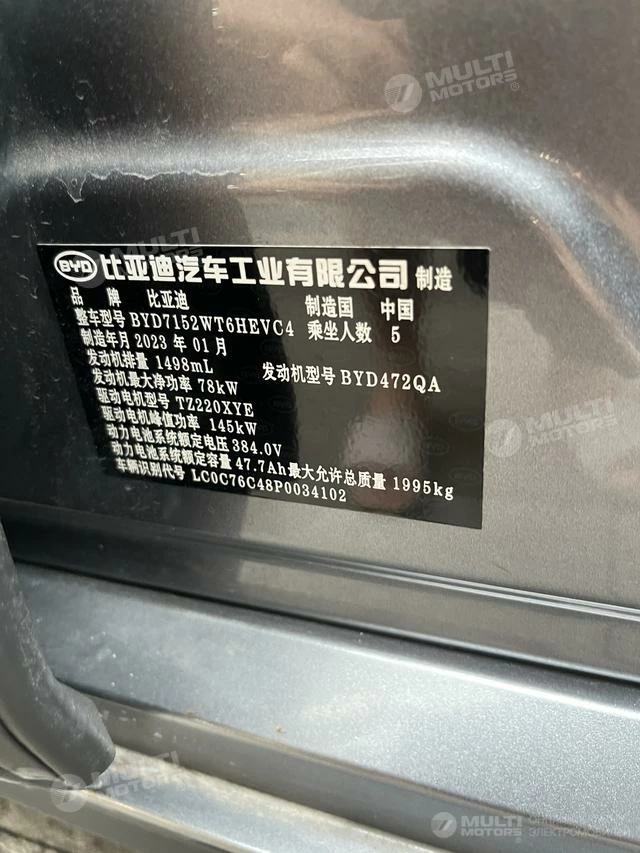 MULTI
MOTORS®
BYD 比亚迪汽车工业有限公司 制造
品 牌 比亚迪 制造国 中国
整车型号 BYD7152WT6HEVC4 乘坐人数 5
制造年月 2023 年 01 月
发动机排量 1498mL 发动机型号 BYD472QA
发动机最大净功率 78kW
驱动电机型号 TZ220XYE
驱动电机峰值功率 145kW
动力电池系统额定电压 384.0V
动力电池系统额定容量 47.7Ah 最大允许总质量 1995kg
车辆识别代号 LC0C76C48P0034102
MULTI
MOTORS
MULTI
MOTORS
MULTI
MOTORS
ЭЛЕКТРОМОБИЛ